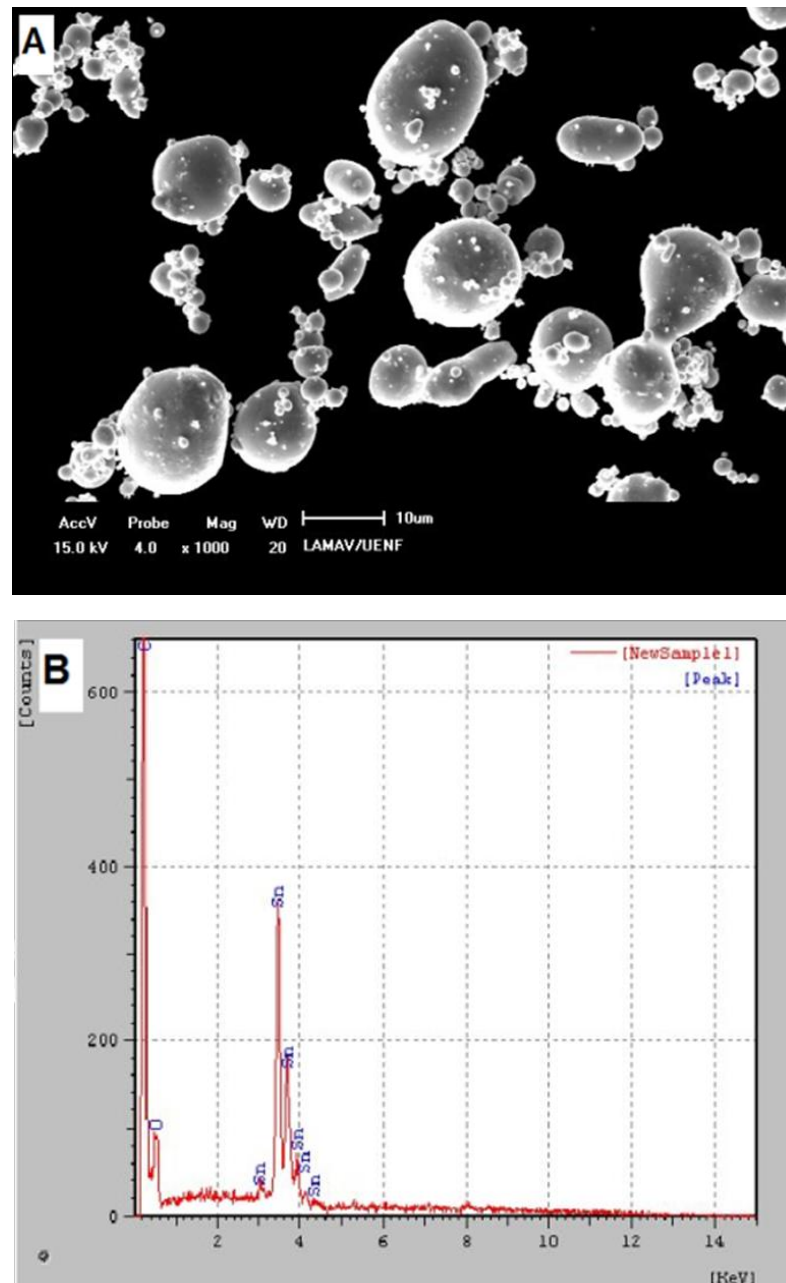 A
AccV Probe Mag WD 10um
15.0 kV 4.0 x 1000 20 LAMAV/UENF
B
[Counts]
[NewSample1]
[Peak]
C
600
400
Sn
Sn
200
O
Sn
Sn
Sn
Sn
0
2 4 6 8 10 12 14
[KeV]